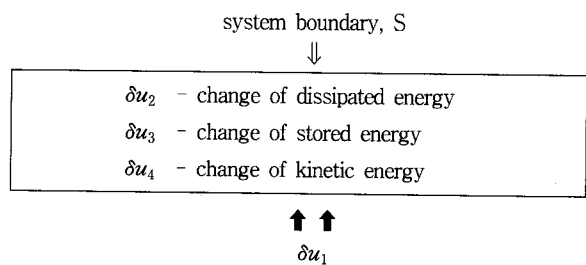 system boundary, S
⇓
δu₂ - change of dissipated energy
δu₃ - change of stored energy
δu₄ - change of kinetic energy
δu₁